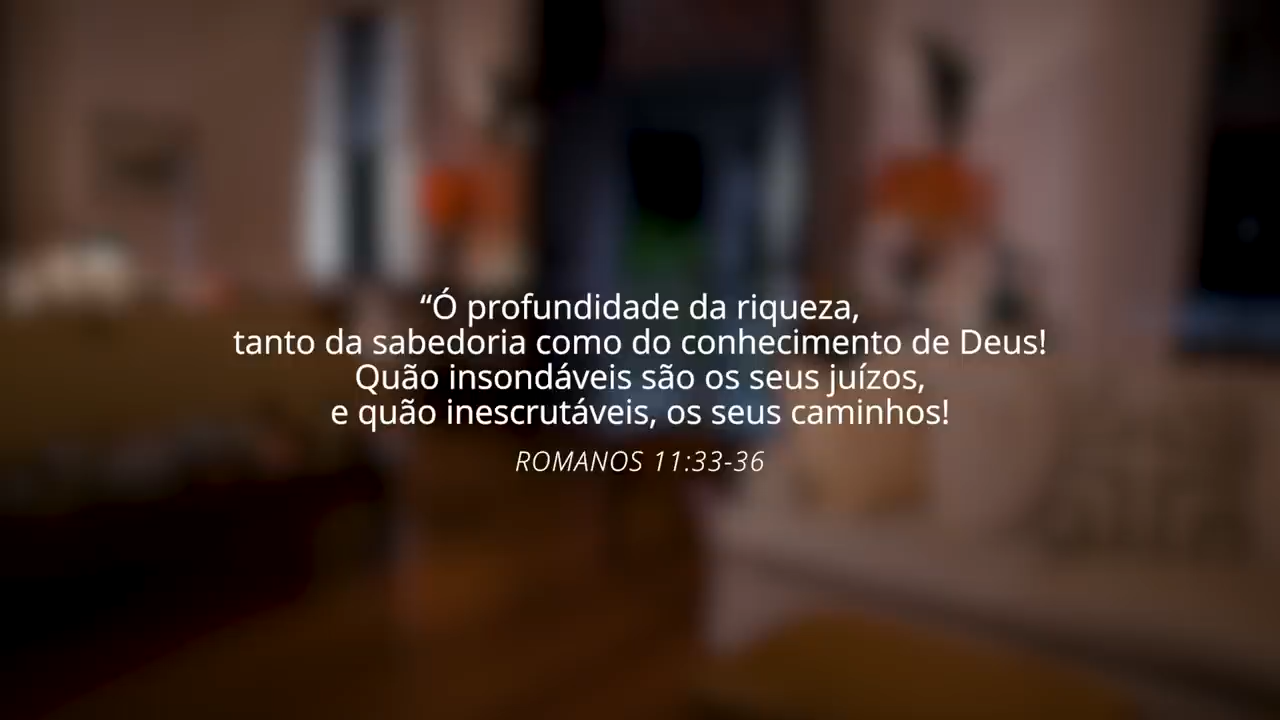 “Ó profundidade da riqueza,
tanto da sabedoria como do conhecimento de Deus!
Quão insondáveis são os seus juízos,
e quão inescrutáveis, os seus caminhos!
ROMANOS 11:33-36